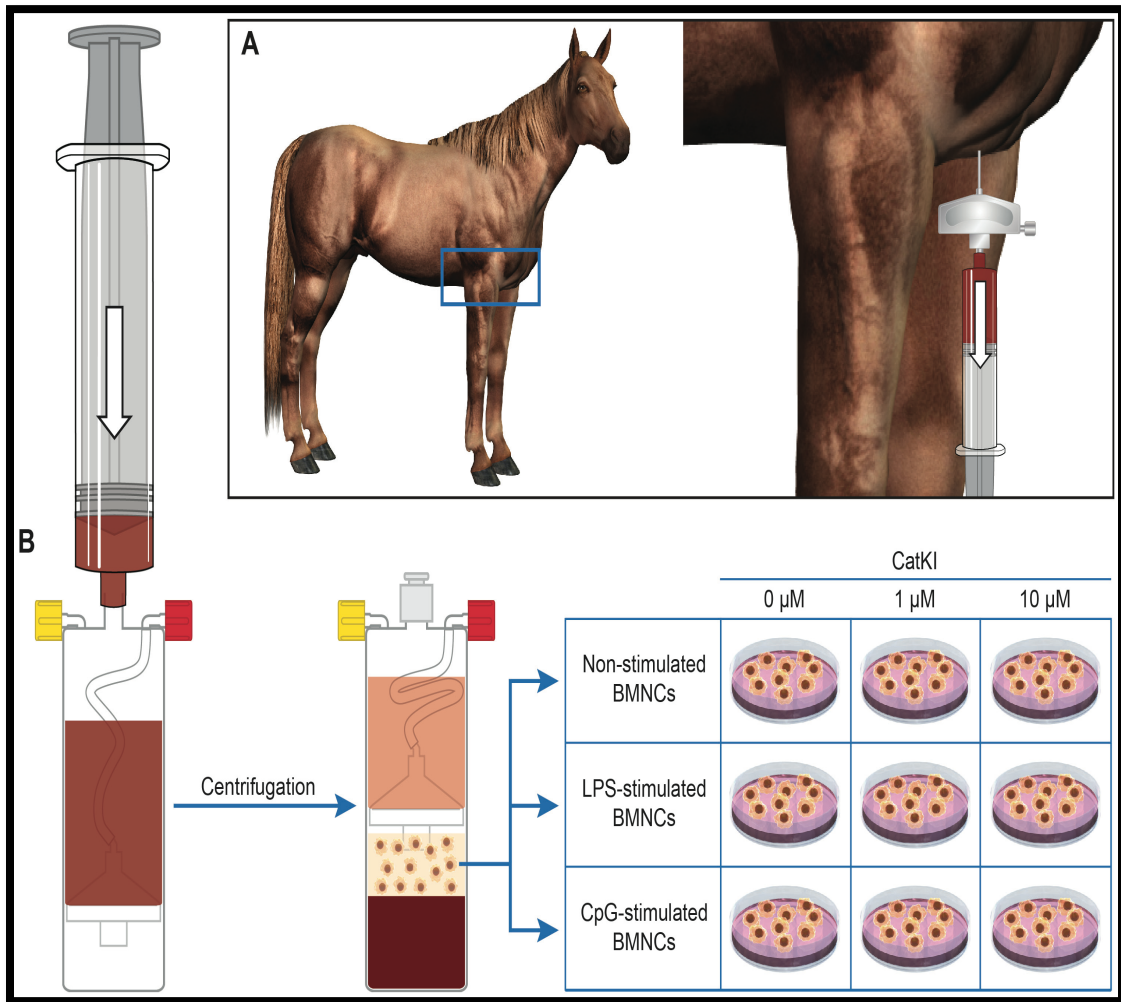 A
B
Centrifugation
CatKI
0 µM 1 µM 10 µM
Non-stimulated
BMNCs
LPS-stimulated
BMNCs
CpG-stimulated
BMNCs